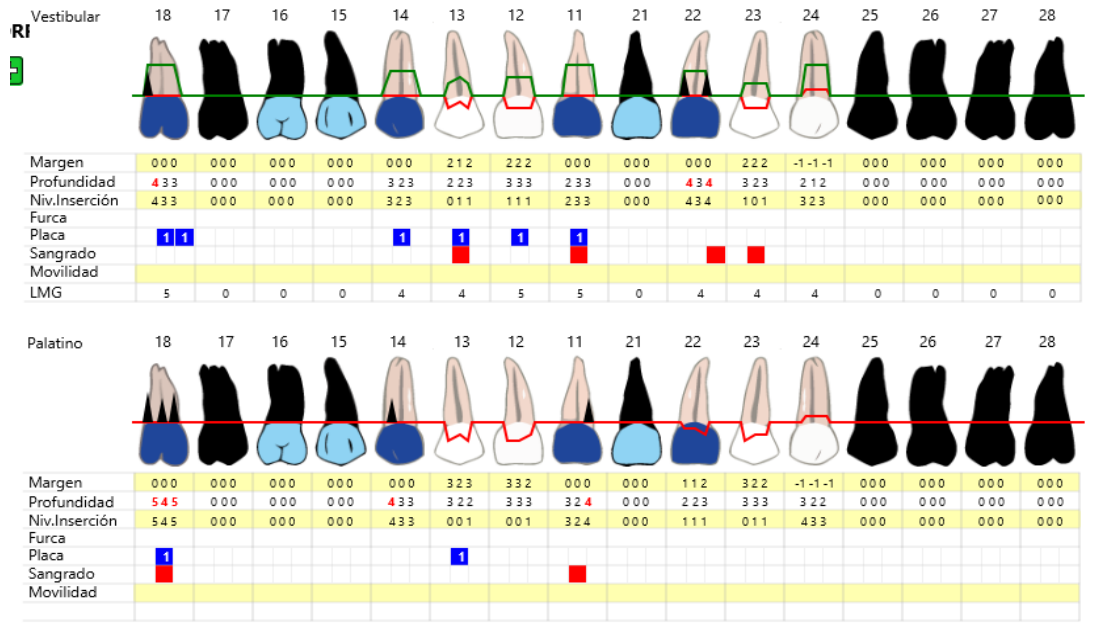 Vestibular 18 17 16 15 14 13 12 11 21 22 23 24 25 26 27 28
Margen 000 000 000 000 000 212 222 000 000 000 222 -1-1-1 000 000 000 000
Profundidad 433 000 000 000 323 223 333 233 000 434 323 212 000 000 000 000
Niv.Inserción 433 000 000 000 323 011 111 233 000 434 101 323 000 000 000 000
Furca
Placa 1 1 1 1 1 1
Sangrado
Movilidad
LMG 5 0 0 0 4 4 5 5 0 4 4 4 0 0 0 0
Palatino 18 17 16 15 14 13 12 11 21 22 23 24 25 26 27 28
Margen 000 000 000 000 000 323 332 000 000 112 322 -1-1-1 000 000 000 000
Profundidad 545 000 000 000 433 322 333 324 000 223 333 322 000 000 000 000
Niv.Inserción 545 000 000 000 433 001 001 324 000 111 011 433 000 000 000 000
Furca
Placa 1 1
Sangrado
Movilidad